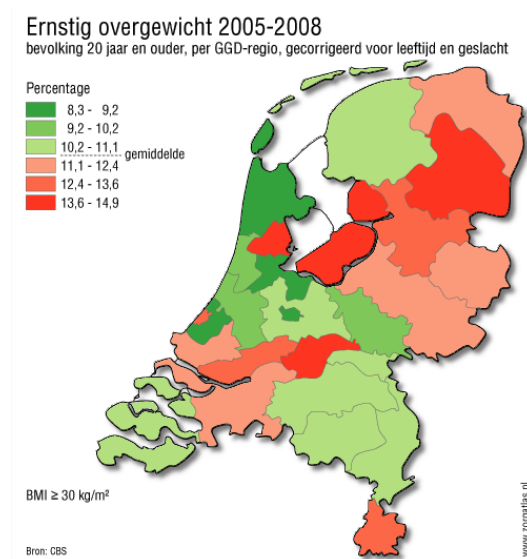 Ernstig overgewicht 2005-2008
bevolking 20 jaar en ouder, per GGD-regio, gecorrigeerd voor leeftijd en geslacht
Percentage
8,3 - 9,2
9,2 - 10,2
10,2 - 11,1
gemiddelde
11,1 - 12,4
12,4 - 13,6
13,6 - 14,9
BMI ≥ 30 kg/m²
Bron: CBS
www.zorgatlas.nl